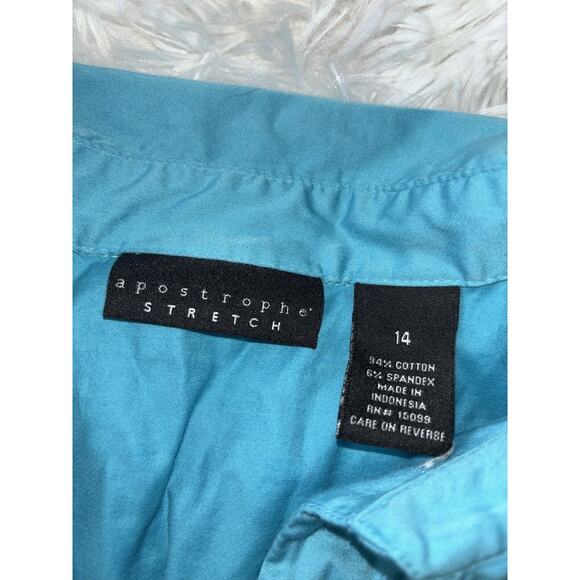 apostrophe®
STRETCH
14
94% COTTON
6% SPANDEX
MADE IN
INDONESIA
RN# 15099
CARE ON REVERSE